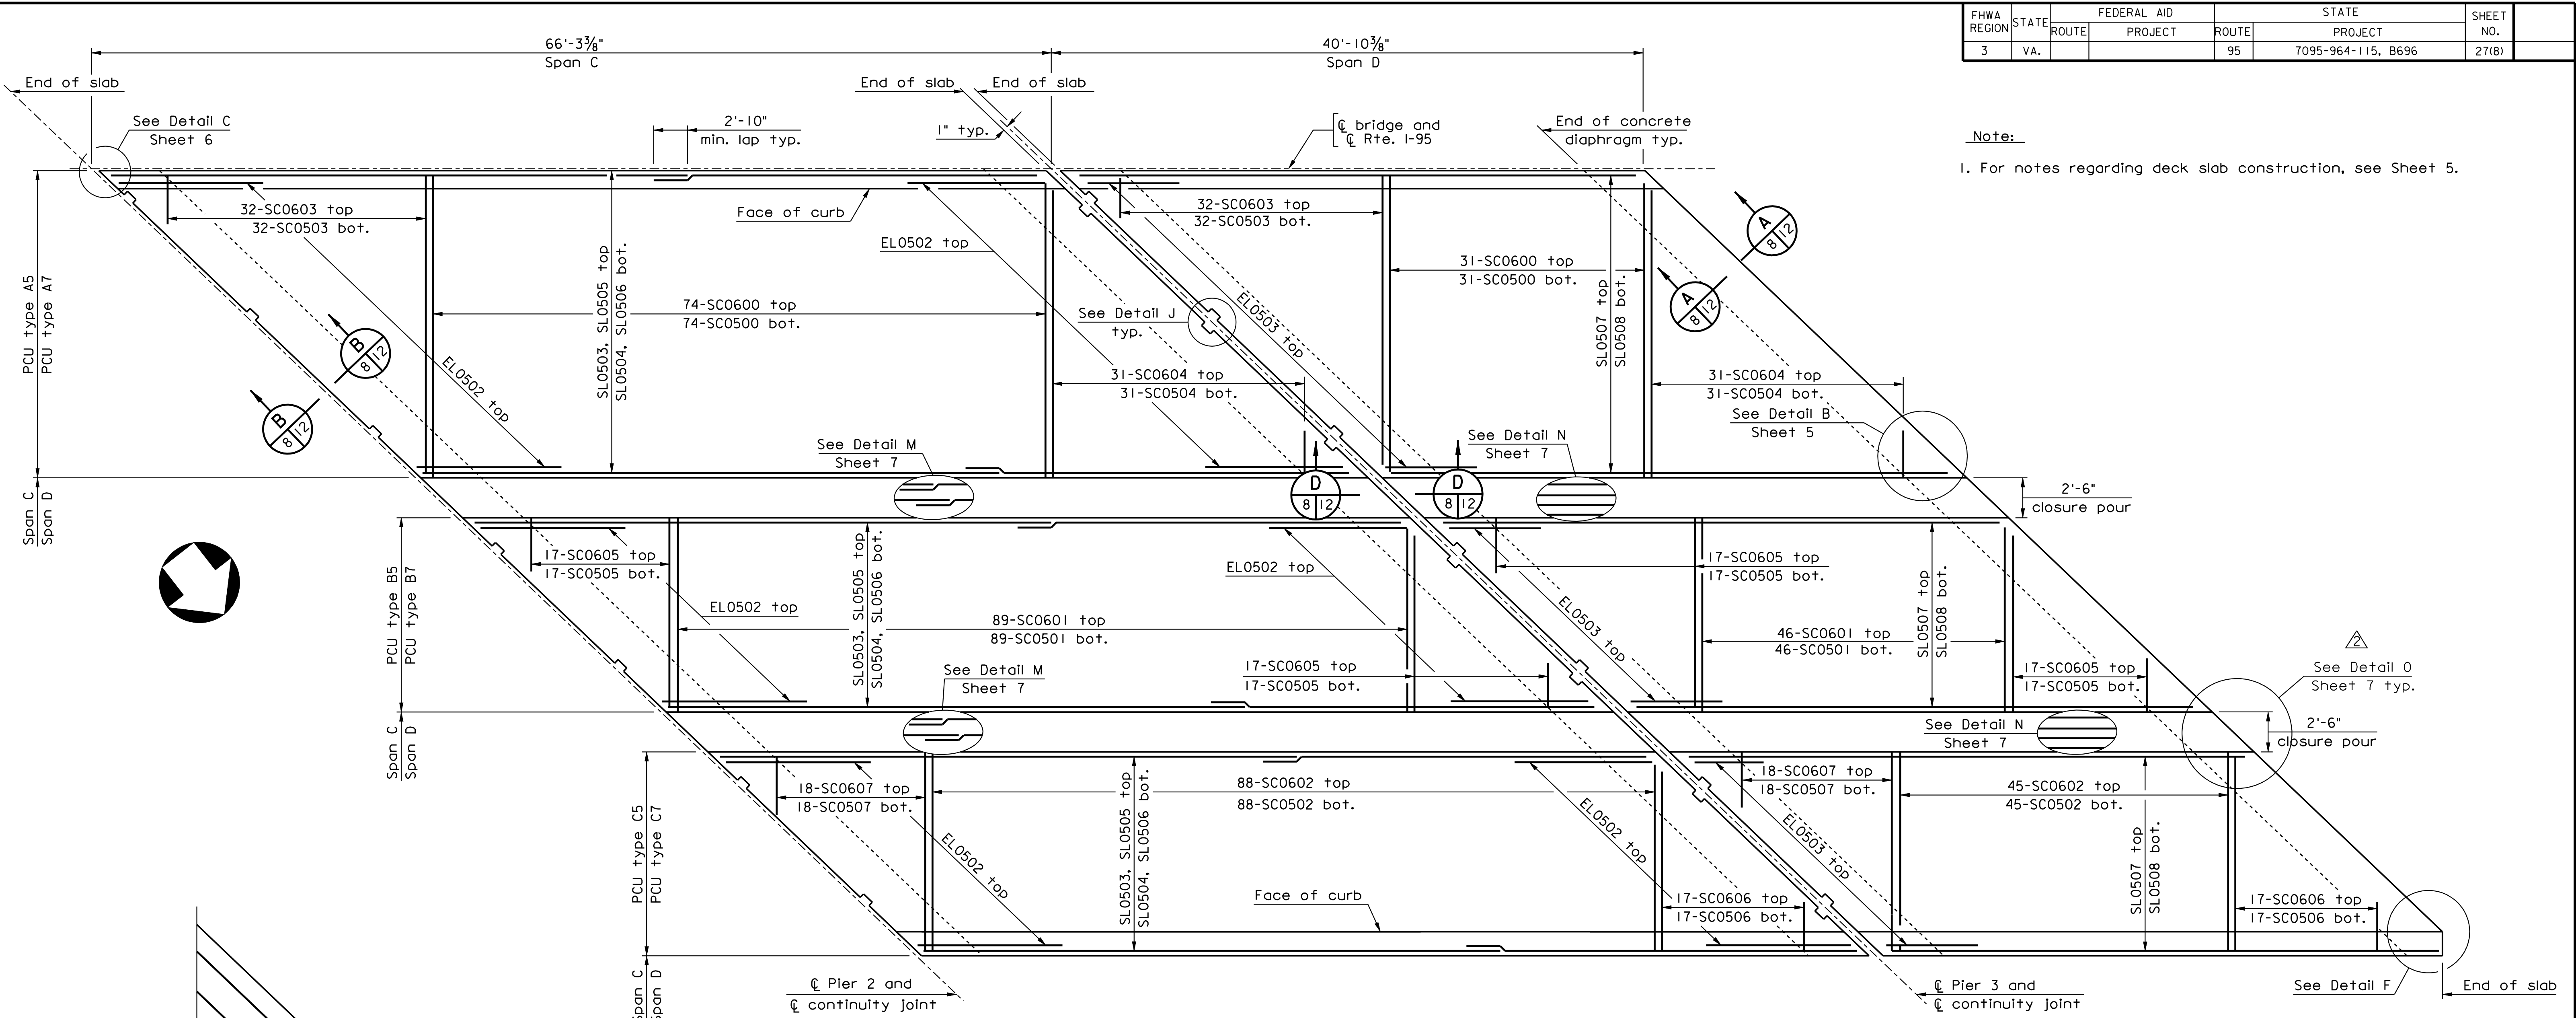 FHWA REGION
STATE
FEDERAL AID
STATE
SHEET NO.
ROUTE
PROJECT
ROUTE
PROJECT
3
VA.
95
7095-964-115, B696
27(8)
66'-3⅜"
Span C
40'-10⅜"
Span D
End of slab
End of slab
End of slab
See Detail C
Sheet 6
2'-10"
min. lap typ.
1" typ.
℄ bridge and
℄ Rte. I-95
End of concrete
diaphragm typ.
Note:
1. For notes regarding deck slab construction, see Sheet 5.
32-SC0603 top
32-SC0503 bot.
Face of curb
EL0502 top
32-SC0603 top
32-SC0503 bot.
A
8 12
A
8 12
PCU type A5
PCU type A7
74-SC0600 top
74-SC0500 bot.
SL0503, SL0505 top
SL0504, SL0506 bot.
See Detail J
typ.
EL0503 top
31-SC0600 top
31-SC0500 bot.
SL0507 top
SL0508 bot.
B
8 12
B
8 12
EL0502 top
31-SC0604 top
31-SC0504 bot.
31-SC0604 top
31-SC0504 bot.
See Detail B
Sheet 5
See Detail M
Sheet 7
See Detail N
Sheet 7
D
8 12
D
8 12
2'-6"
closure pour
Span C
Span D
PCU type B5
PCU type B7
17-SC0605 top
17-SC0505 bot.
EL0502 top
SL0503, SL0505 top
SL0504, SL0506 bot.
89-SC0601 top
89-SC0501 bot.
EL0502 top
17-SC0605 top
17-SC0505 bot.
17-SC0605 top
17-SC0505 bot.
EL0503 top
46-SC0601 top
46-SC0501 bot.
SL0507 top
SL0508 bot.
17-SC0605 top
17-SC0505 bot.
2
See Detail O
Sheet 7 typ.
See Detail M
Sheet 7
See Detail N
Sheet 7
2'-6"
closure pour
Span C
Span D
PCU type C5
PCU type C7
18-SC0607 top
18-SC0507 bot.
EL0502 top
88-SC0602 top
88-SC0502 bot.
SL0503, SL0505 top
SL0504, SL0506 bot.
EL0502 top
18-SC0607 top
18-SC0507 bot.
EL0503 top
45-SC0602 top
45-SC0502 bot.
SL0507 top
SL0508 bot.
Face of curb
17-SC0606 top
17-SC0506 bot.
17-SC0606 top
17-SC0506 bot.
Span C
Span D
℄ Pier 2 and
℄ continuity joint
℄ Pier 3 and
℄ continuity joint
See Detail F
End of slab